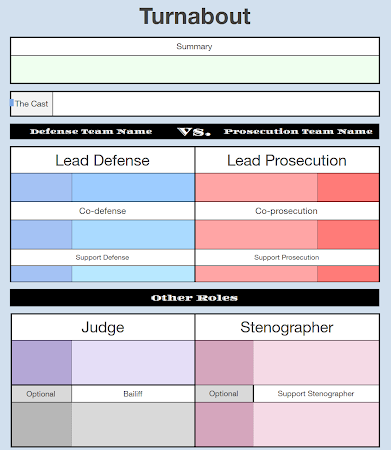 Turnabout
Summary
The Cast
Defense Team Name Vs. Prosecution Team Name
Lead Defense Lead Prosecution
Co-defense Co-prosecution
Support Defense Support Prosecution
Other Roles
Judge Stenographer
Optional Bailiff Optional Support Stenographer